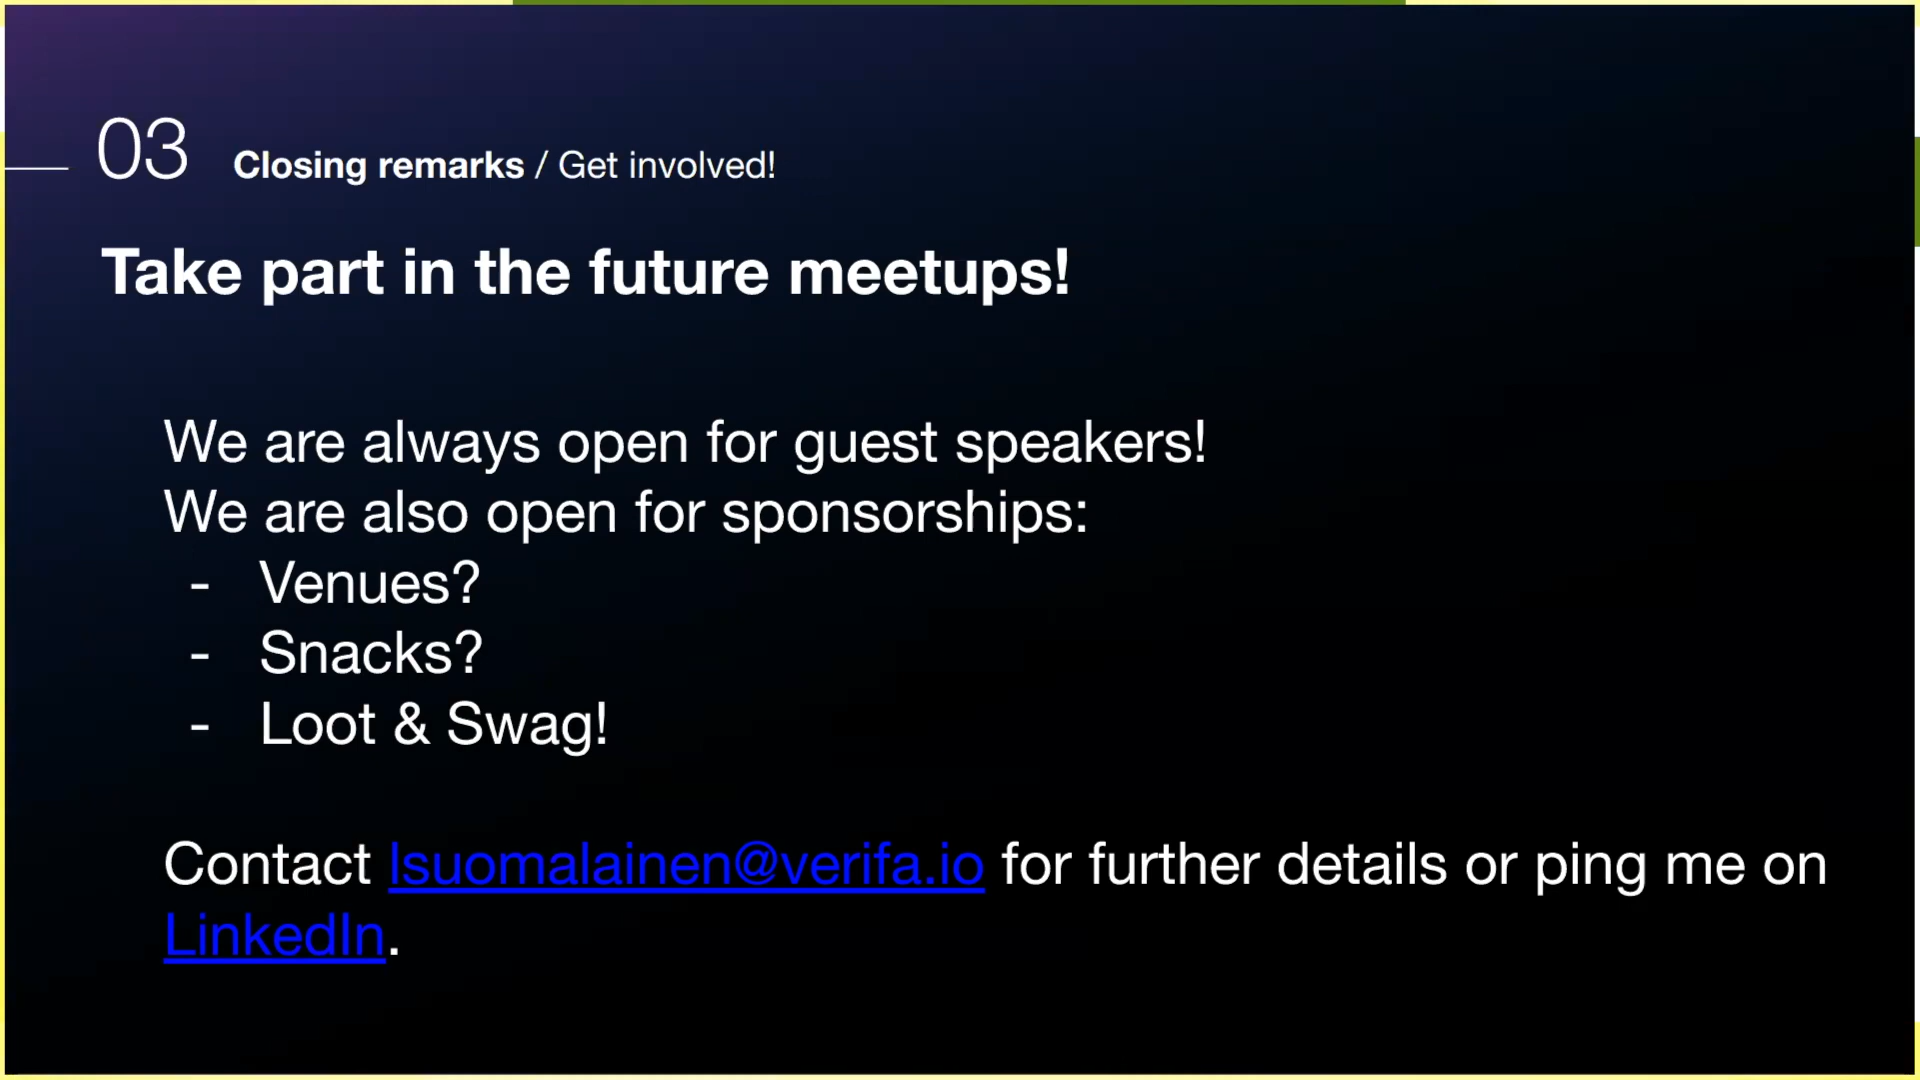 03 Closing remarks / Get involved!
Take part in the future meetups!
We are always open for guest speakers!
We are also open for sponsorships:
- Venues?
- Snacks?
- Loot & Swag!
Contact lsuomalainen@verifa.io for further details or ping me on
LinkedIn.